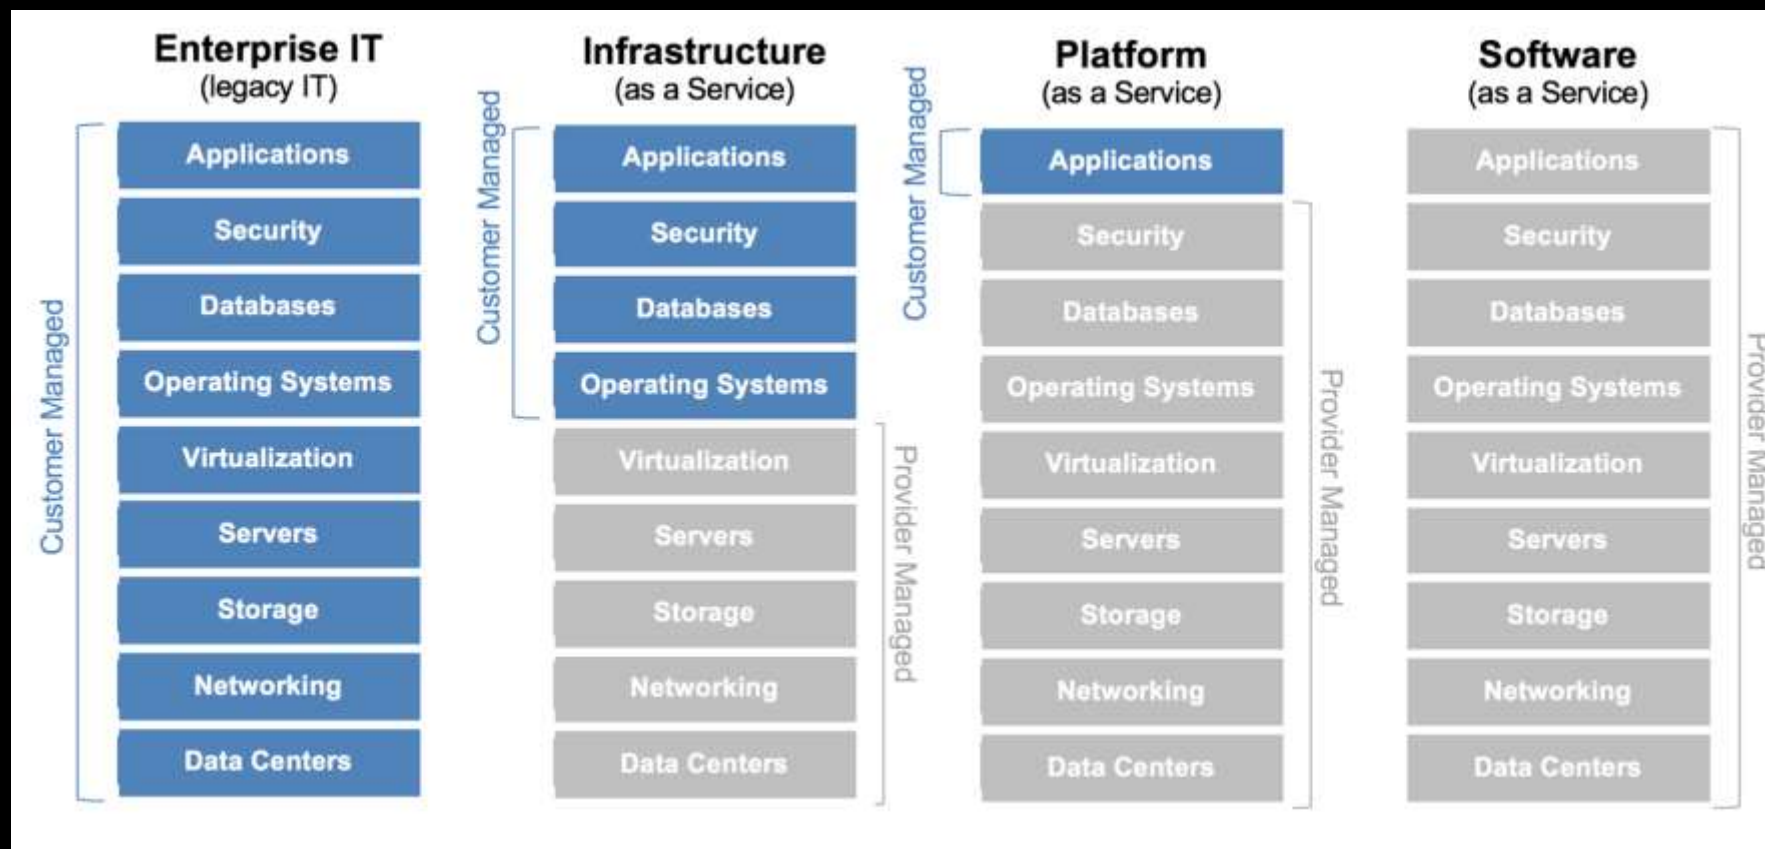 Enterprise IT
(legacy IT)
Customer Managed
Applications
Security
Databases
Operating Systems
Virtualization
Servers
Storage
Networking
Data Centers
Infrastructure
(as a Service)
Customer Managed
Applications
Security
Databases
Operating Systems
Virtualization
Servers
Storage
Networking
Data Centers
Provider Managed
Platform
(as a Service)
Customer Managed
Applications
Security
Databases
Operating Systems
Virtualization
Servers
Storage
Networking
Data Centers
Provider Managed
Software
(as a Service)
Applications
Security
Databases
Operating Systems
Virtualization
Servers
Storage
Networking
Data Centers
Provider Managed